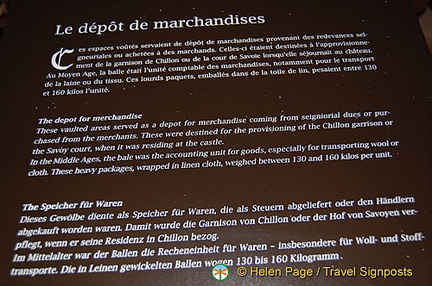 Le dépôt de marchandises
Ces espaces voûtés servaient de dépôt de marchandises provenant des redevances sei-
gneuriales ou achetées à des marchands. Celles-ci étaient destinées à l'approvisionne-
ment de la garnison de Chillon ou de la cour de Savoie lorsqu'elle séjournait au château.
Au Moyen Age, la balle était l'unité comptable des marchandises, notamment pour le transport
de la laine ou du tissu. Ces lourds paquets, emballés dans de la toile de lin, pesaient entre 130
et 160 kilos l'unité.
The depot for merchandise
These vaulted areas served as a depot for merchandise coming from seigniorial dues or pur-
chased from the merchants. These were destined for the provisioning of the Chillon garrison or
the Savoy court, when it was residing at the castle.
In the Middle Ages, the bale was the accounting unit for goods, especially for transporting wool or
cloth. These heavy packages, wrapped in linen cloth, weighed between 130 and 160 kilos per unit.
The Speicher für Waren
Dieses Gewölbe diente als Speicher für Waren, die als Steuern abgeliefert oder den Händlern
abgekauft worden waren. Damit wurde die Garnison von Chillon oder der Hof von Savoyen ver-
pflegt, wenn er seine Residenz in Chillon bezog.
Im Mittelalter war der Ballen die Recheneinheit für Waren - insbesondere für Woll- und Stoff-
transporte. Die in Leinen gewickelten Ballen wogen 130 bis 160 Kilogramm.
© Helen Page / Travel Signposts